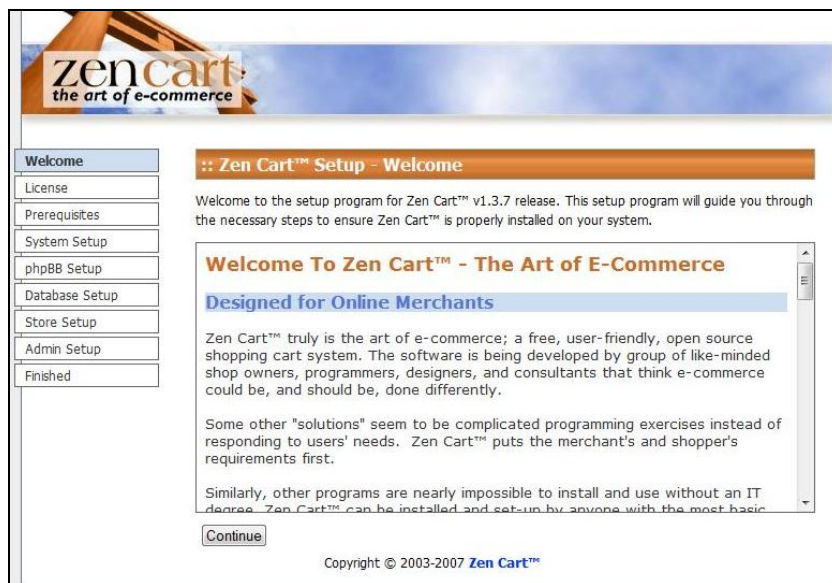 zencart
the art of e-commerce
Welcome
License
Prerequisites
System Setup
phpBB Setup
Database Setup
Store Setup
Admin Setup
Finished
:: Zen Cart™ Setup - Welcome
Welcome to the setup program for Zen Cart™ v1.3.7 release. This setup program will guide you through
the necessary steps to ensure Zen Cart™ is properly installed on your system.
Welcome To Zen Cart™ - The Art of E-Commerce
Designed for Online Merchants
Zen Cart™ truly is the art of e-commerce; a free, user-friendly, open source
shopping cart system. The software is being developed by group of like-minded
shop owners, programmers, designers, and consultants that think e-commerce
could be, and should be, done differently.
Some other "solutions" seem to be complicated programming exercises instead of
responding to users' needs. Zen Cart™ puts the merchant's and shopper's
requirements first.
Similarly, other programs are nearly impossible to install and use without an IT
degree. Zen Cart™ can be installed and set-up by anyone with the most basic
Continue
Copyright © 2003-2007 Zen Cart™